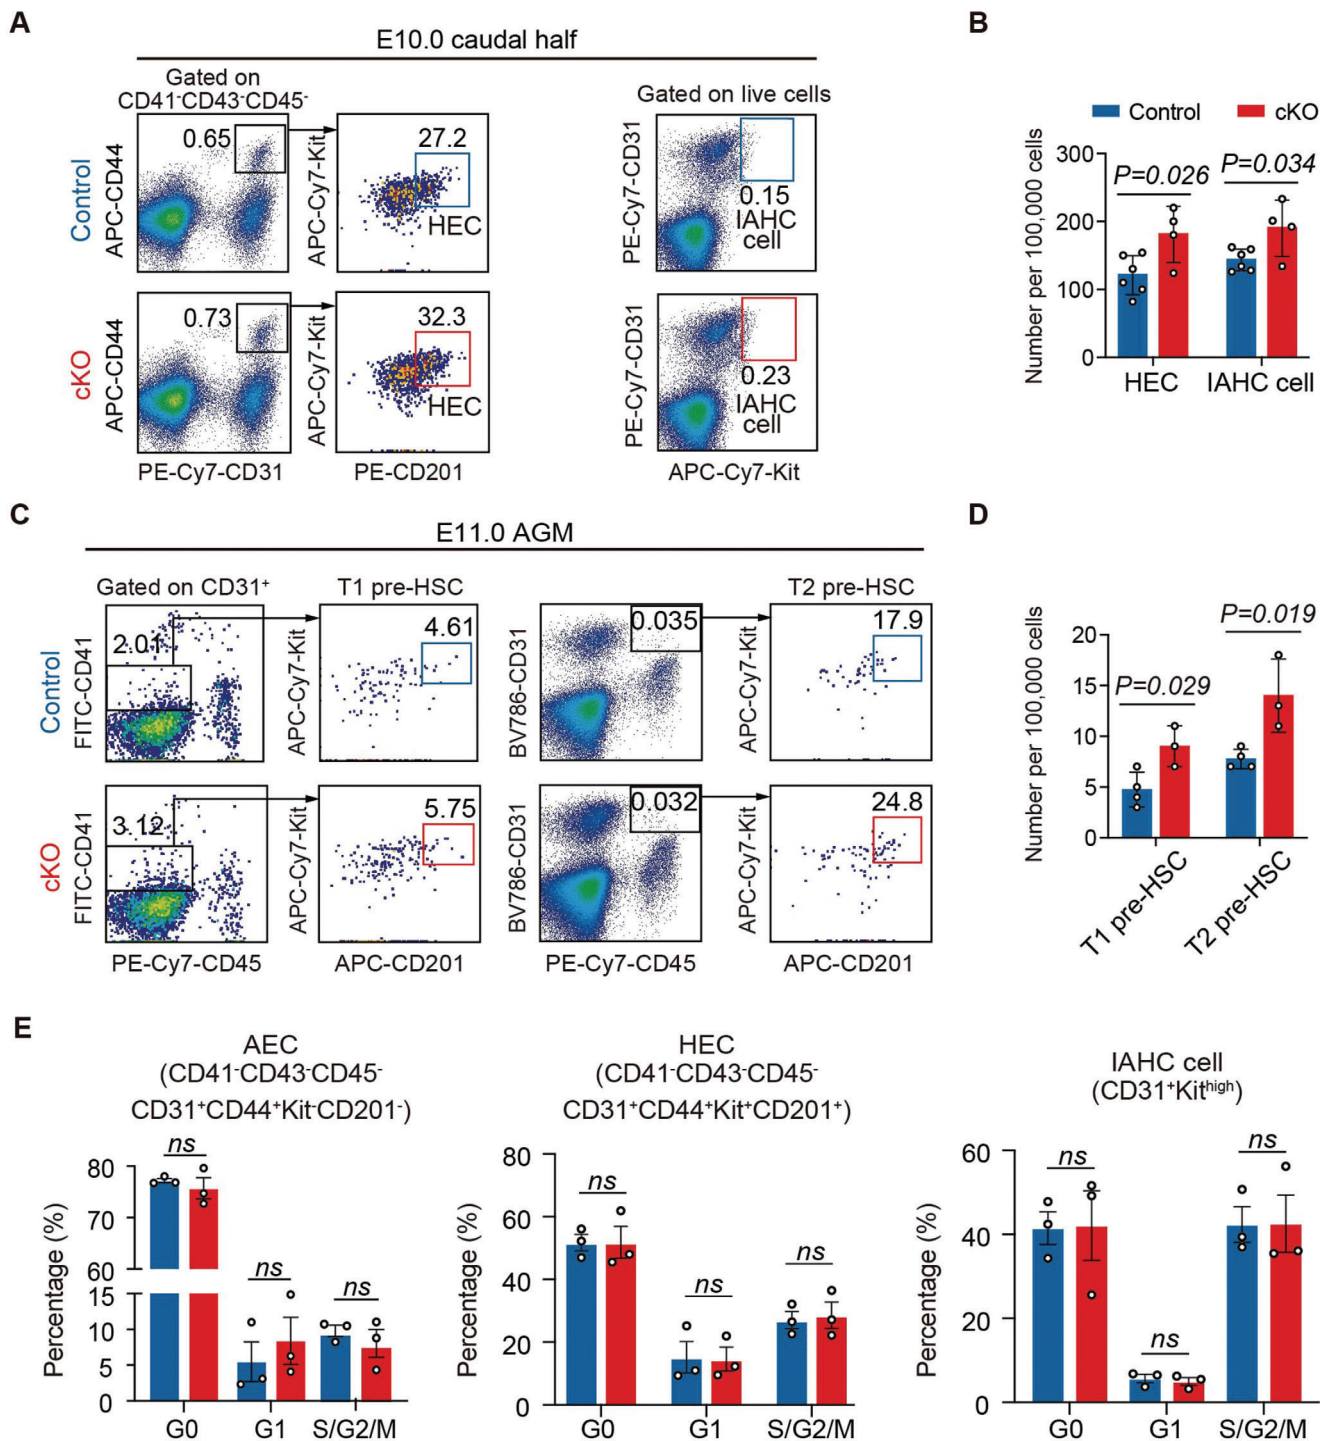 A
E10.0 caudal half
Gated on
CD41-CD43-CD45-
Gated on live cells
Control
APC-CD44
0.65
APC-Cy7-Kit
27.2
HEC
PE-Cy7-CD31
0.15
IAHC
cell
cKO
APC-CD44
0.73
APC-Cy7-Kit
32.3
HEC
PE-Cy7-CD31
0.23
IAHC
cell
PE-Cy7-CD31
PE-CD201
APC-Cy7-Kit
B
Control
cKO
Number per 100,000 cells
300
200
100
0
P=0.026
P=0.034
HEC
IAHC cell
C
E11.0 AGM
Gated on CD31+
T1 pre-HSC
T2 pre-HSC
Control
FITC-CD41
2.01
APC-Cy7-Kit
4.61
BV786-CD31
0.035
APC-Cy7-Kit
17.9
cKO
FITC-CD41
3.12
APC-Cy7-Kit
5.75
BV786-CD31
0.032
APC-Cy7-Kit
24.8
PE-Cy7-CD45
APC-CD201
PE-Cy7-CD45
APC-CD201
D
Number per 100,000 cells
20
15
10
5
0
P=0.029
P=0.019
T1 pre-HSC
T2 pre-HSC
E
AEC
(CD41-CD43-CD45-
CD31+CD44+Kit-CD201-)
Percentage (%)
80
70
60
15
10
5
0
ns
ns
ns
G0
G1
S/G2/M
HEC
(CD41-CD43-CD45-
CD31+CD44+Kit+CD201+)
Percentage (%)
80
60
40
20
0
ns
ns
ns
G0
G1
S/G2/M
IAHC cell
(CD31+Kithigh)
Percentage (%)
60
40
20
0
ns
ns
ns
G0
G1
S/G2/M